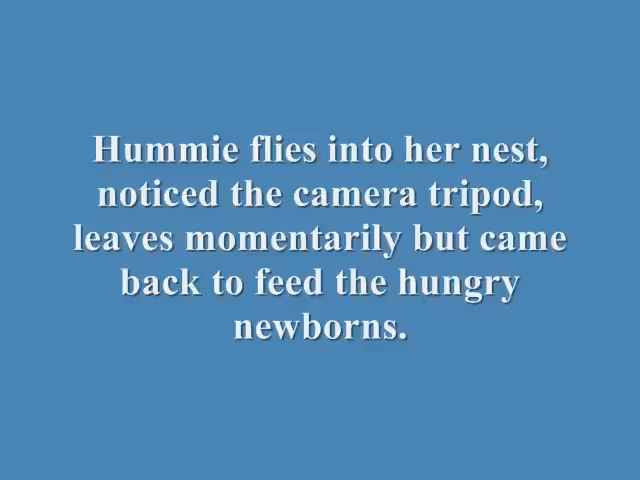 Hummie flies into her nest,
noticed the camera tripod,
leaves momentarily but came
back to feed the hungry
newborns.